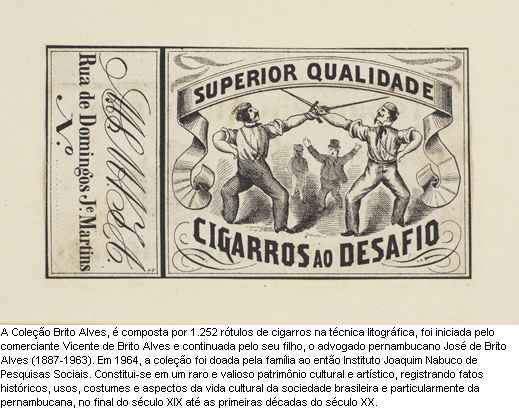 SUPERIOR QUALIDADE
CIGARROS AO DESAFIO
Rua de Domingos Je. Martins
N.o
A Coleção Brito Alves, é composta por 1.252 rótulos de cigarros na técnica litográfica, foi iniciada pelo
comerciante Vicente de Brito Alves e continuada pelo seu filho, o advogado pernambucano José de Brito
Alves (1887-1963). Em 1964, a coleção foi doada pela família ao então Instituto Joaquim Nabuco de
Pesquisas Sociais. Constitui-se em um raro e valioso patrimônio cultural e artístico, registrando fatos
históricos, usos, costumes e aspectos da vida cultural da sociedade brasileira e particularmente da
pernambucana, no final do século XIX até as primeiras décadas do século XX.